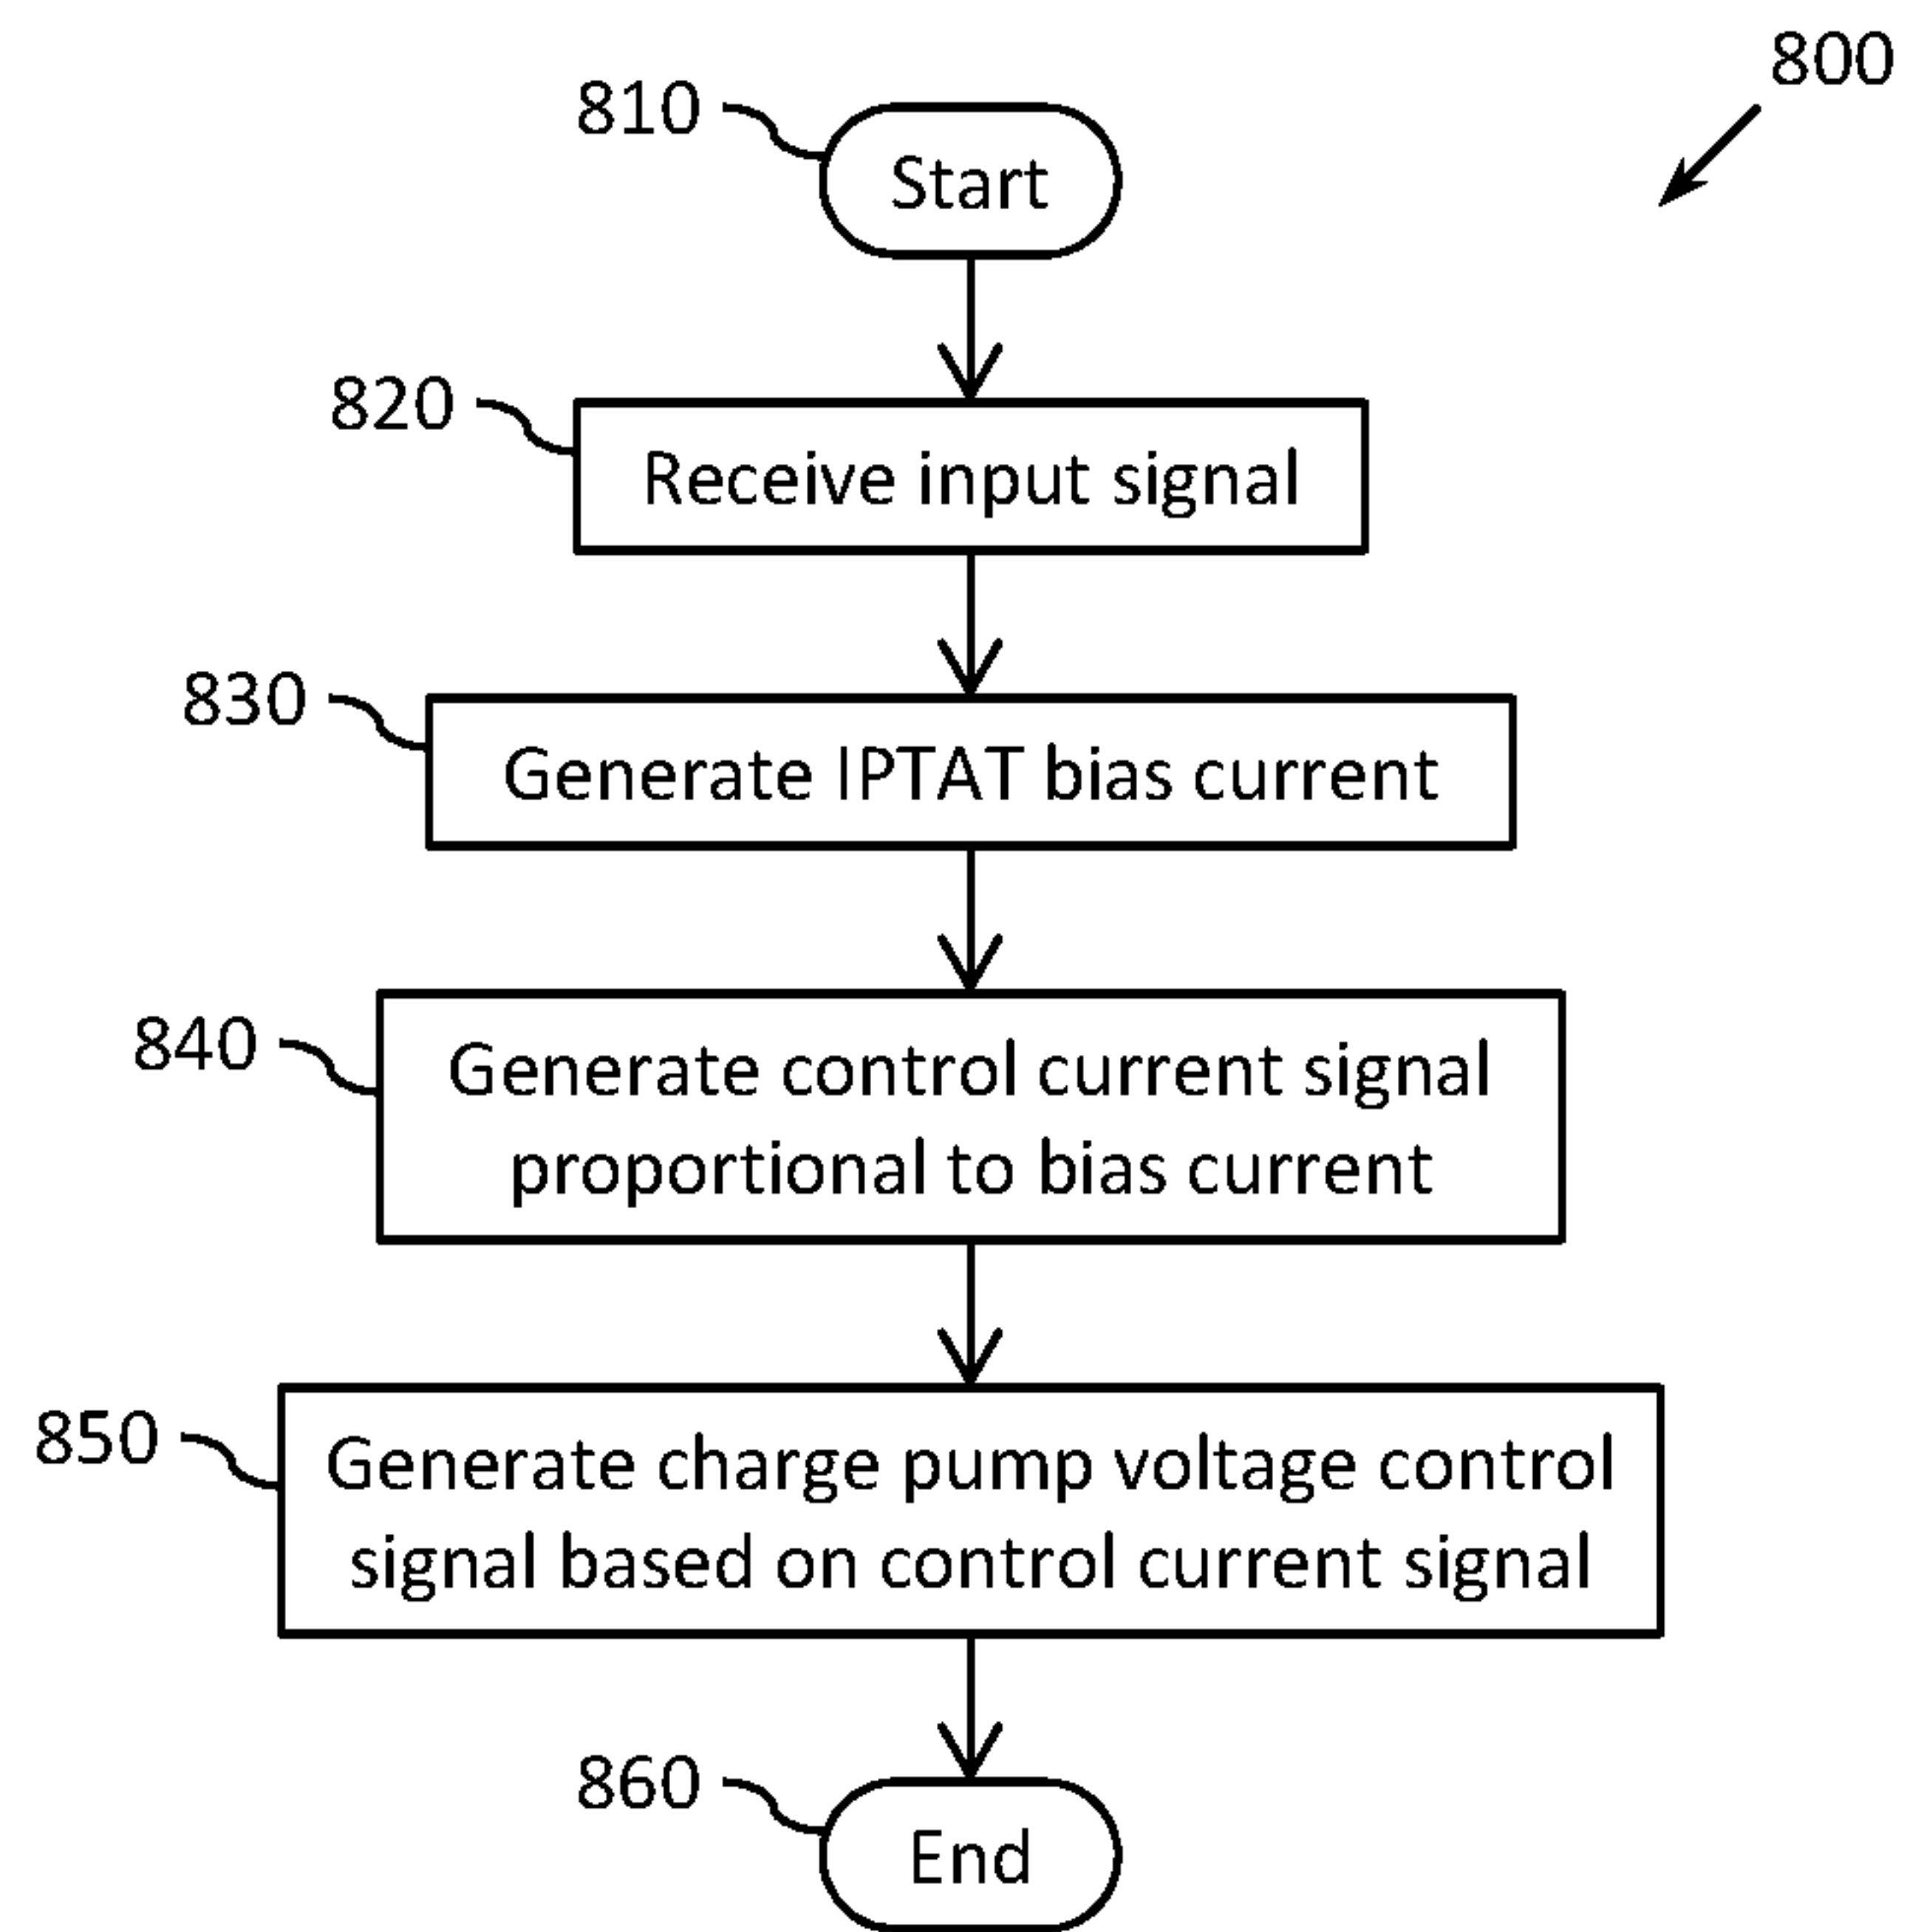 800
810
Start
820
Receive input signal
830
Generate IPTAT bias current
840
Generate control current signal
proportional to bias current
850
Generate charge pump voltage control
signal based on control current signal
860
End